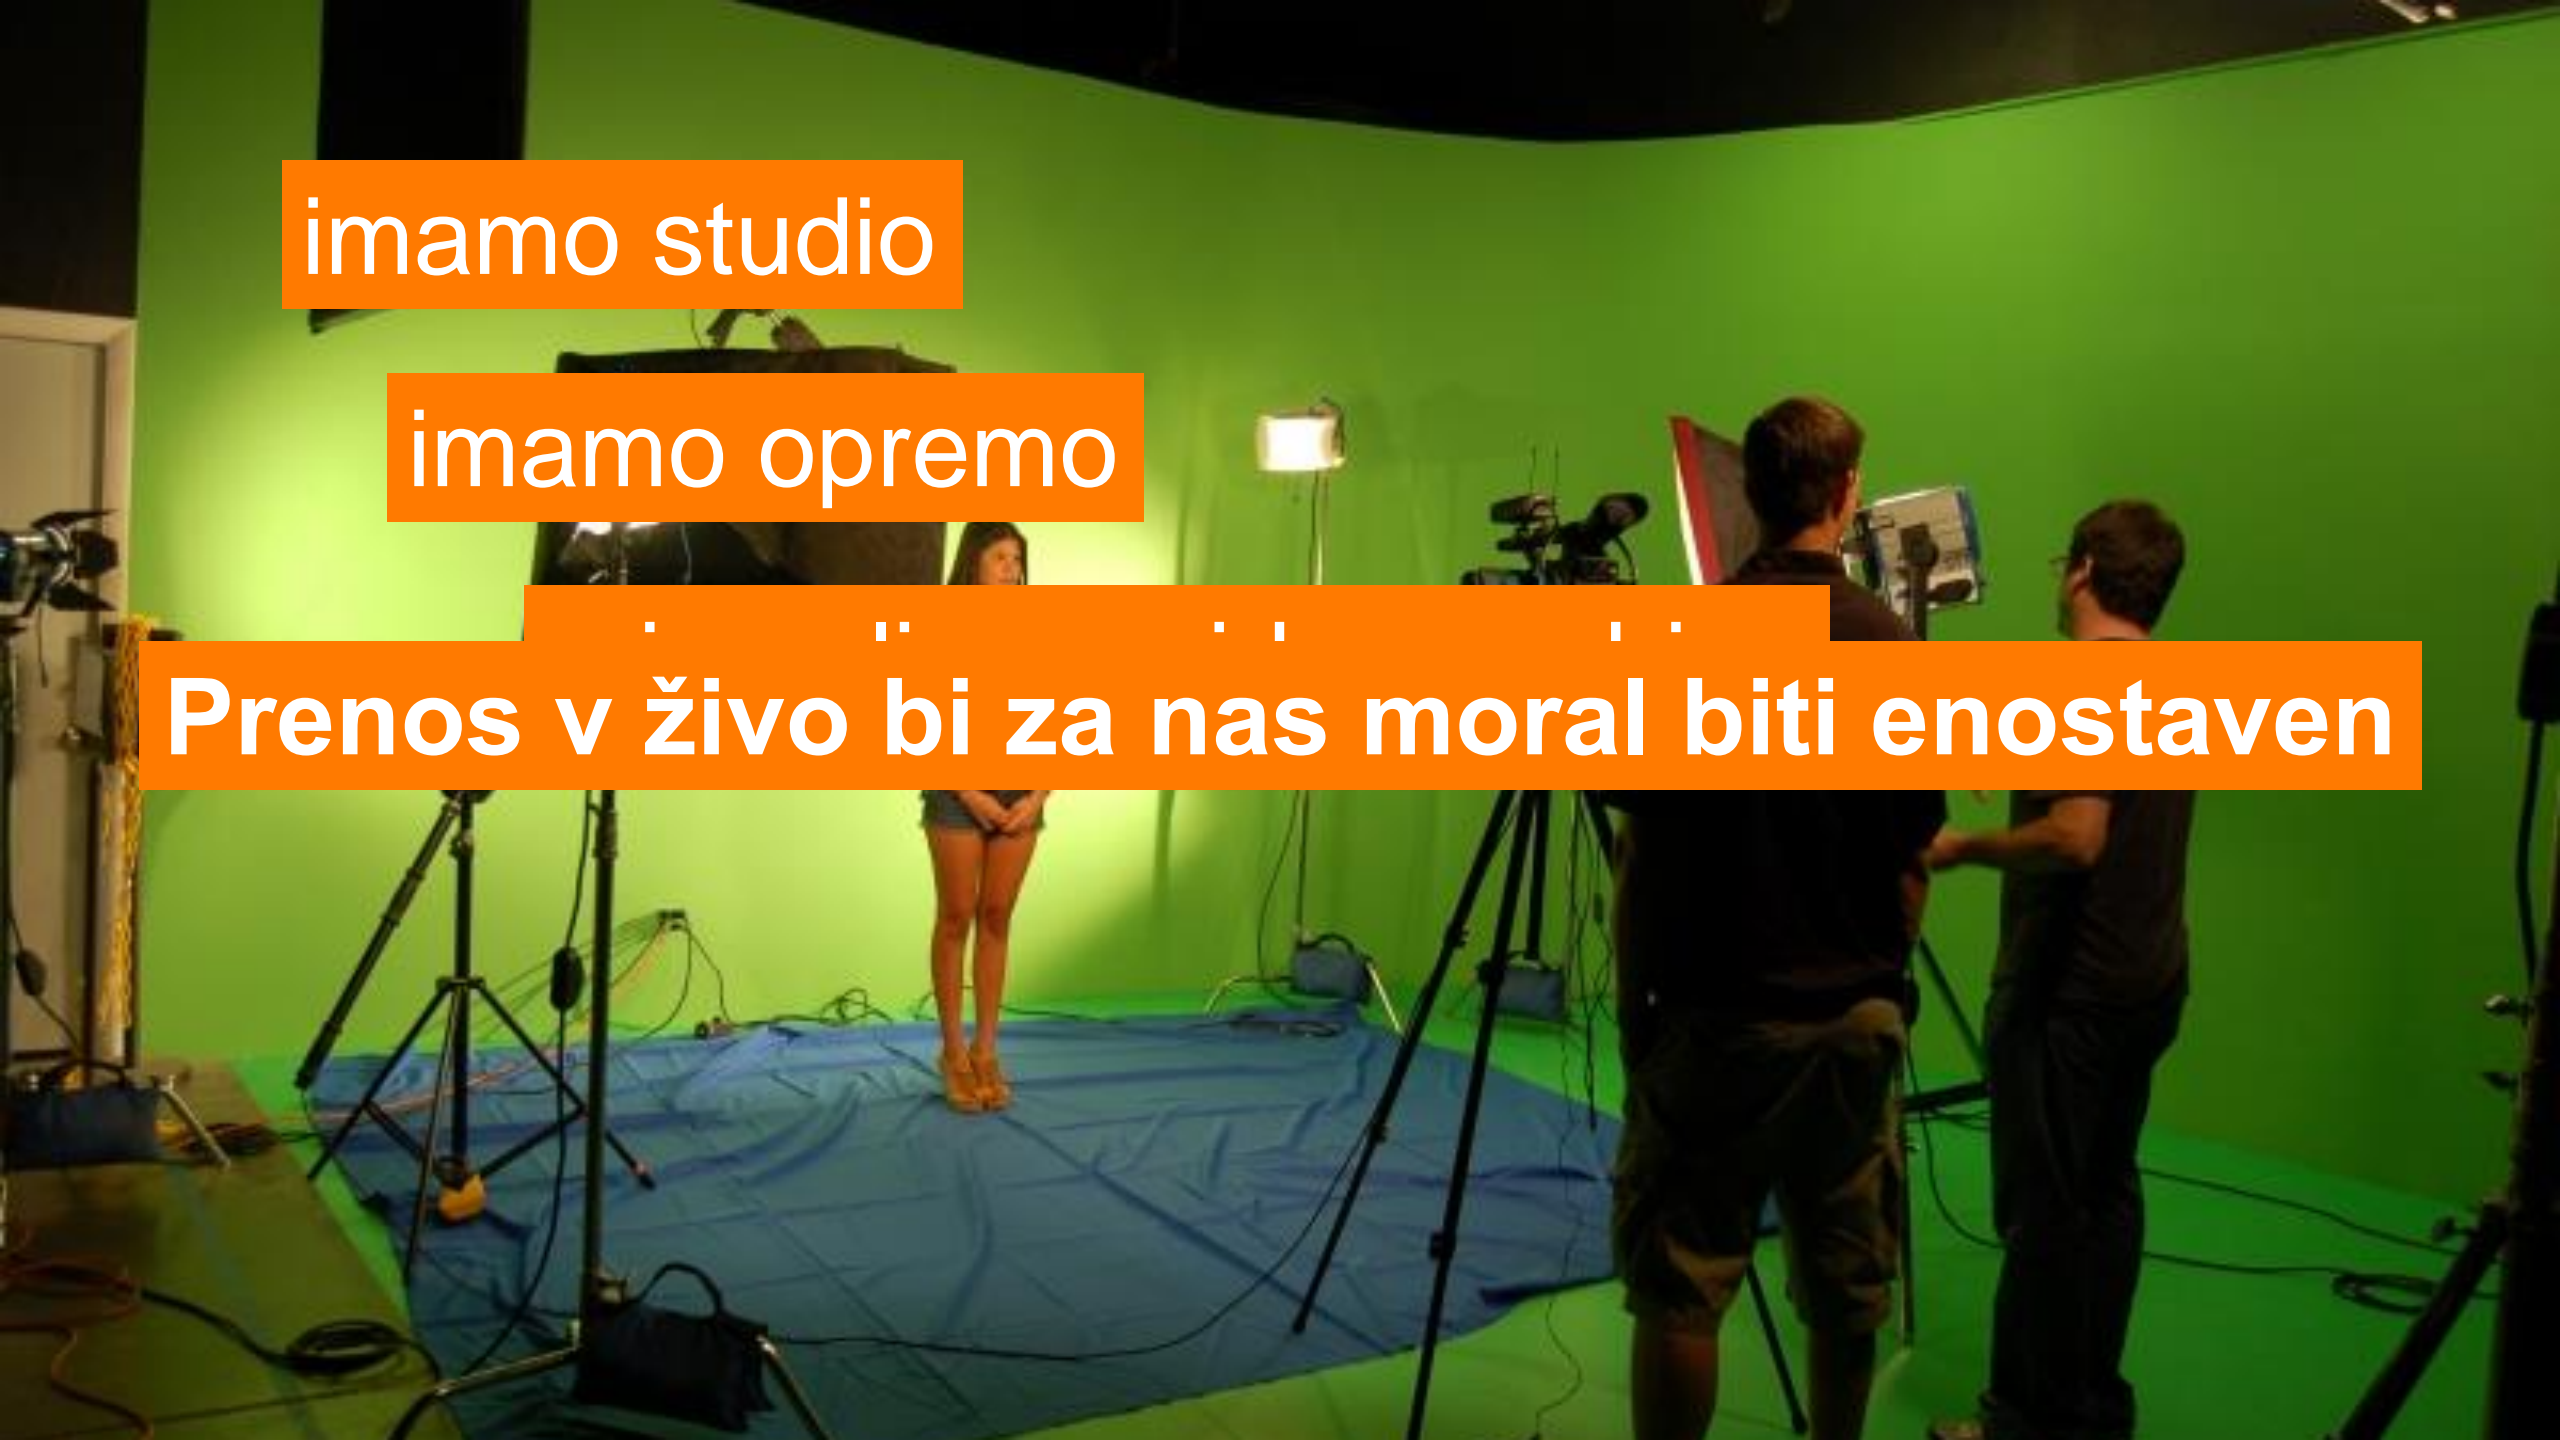 imamo studio
imamo opremo
Prenos v živo bi za nas moral biti enostaven